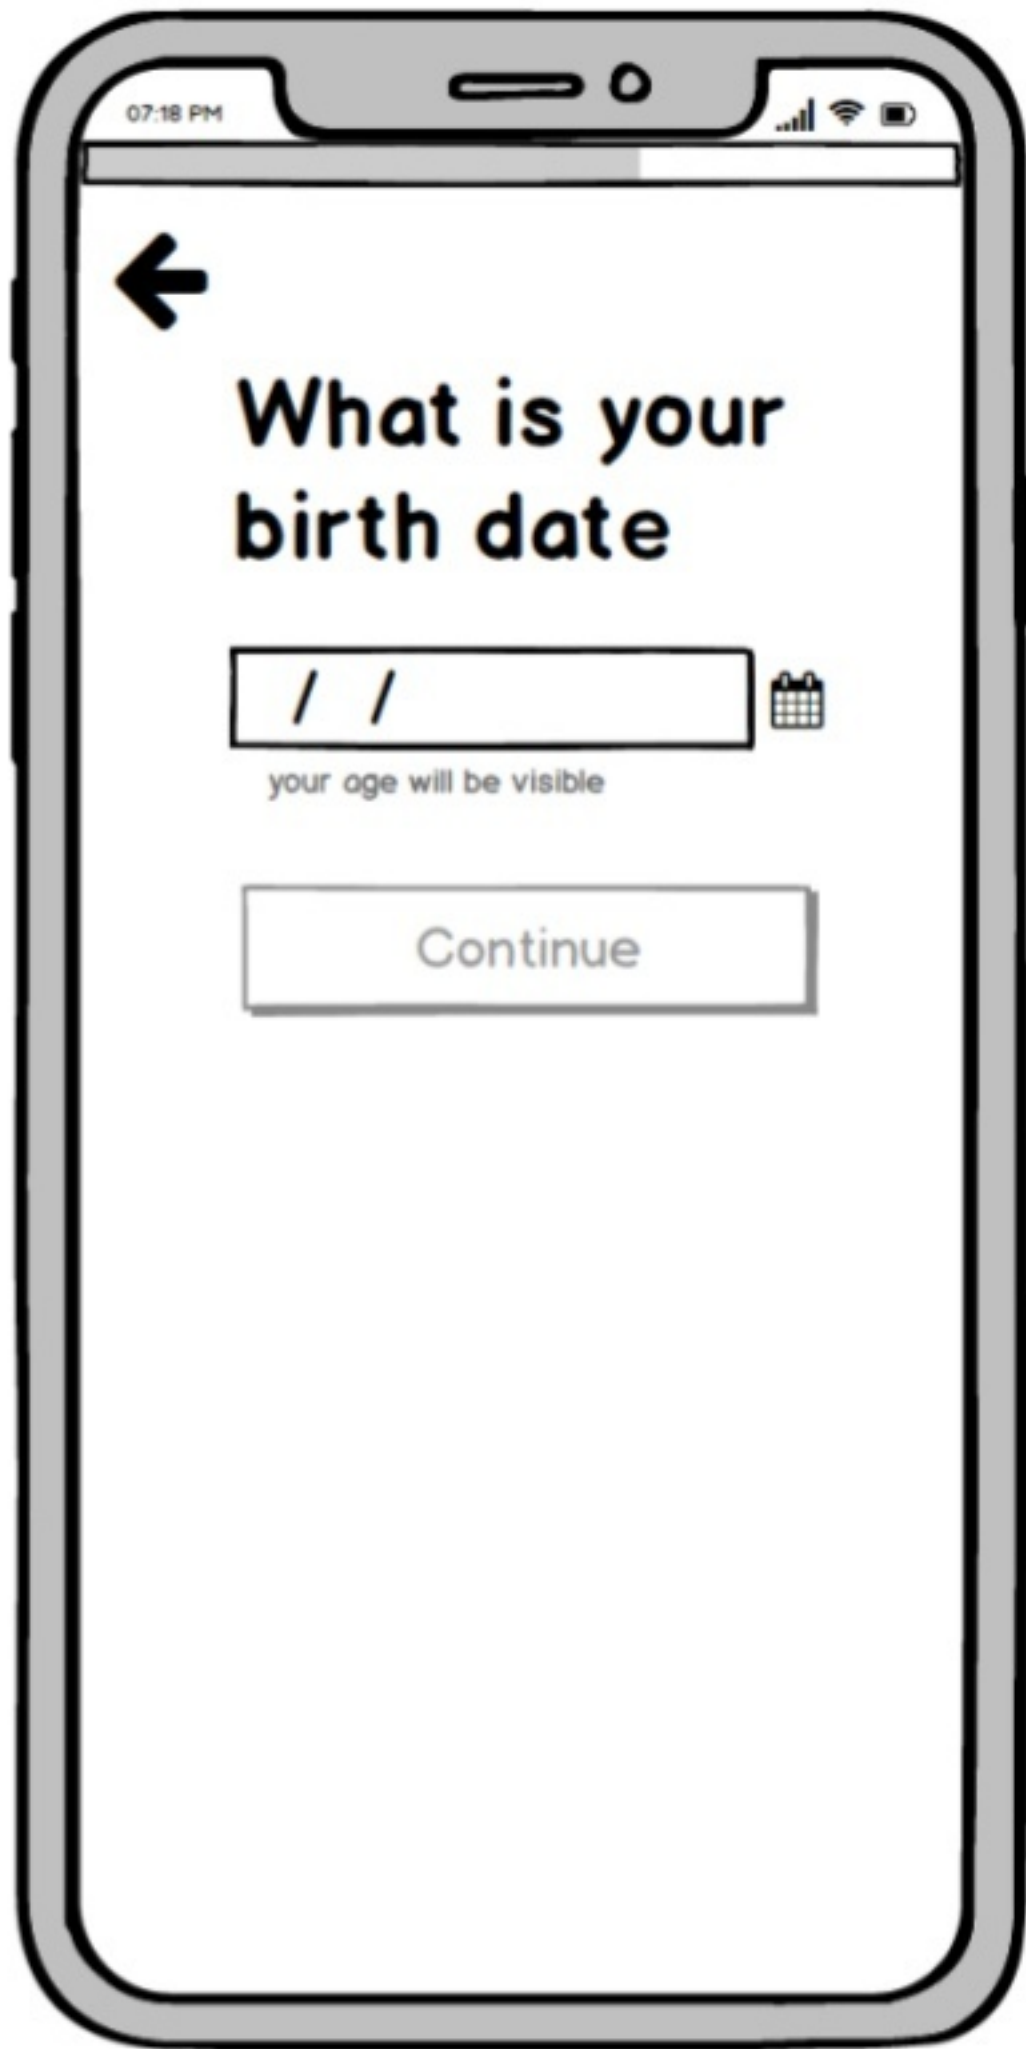 07:18 PM
What is your
birth date
/ /
your age will be visible
Continue